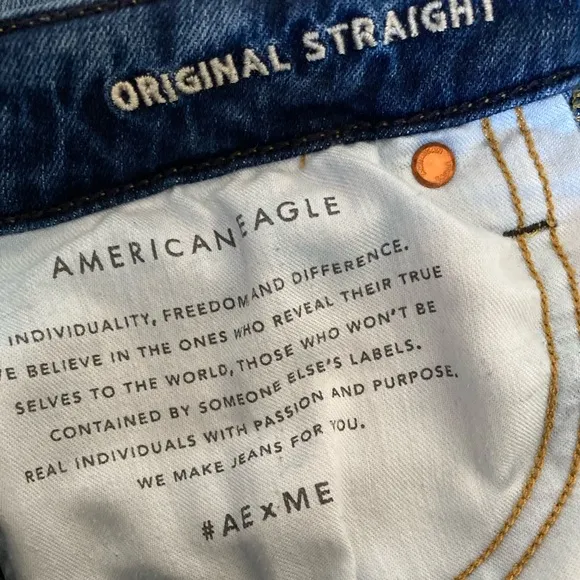 ORIGINAL STRAIGHT
AMERICAN EAGLE
INDIVIDUALITY, FREEDOM AND DIFFERENCE.
WE BELIEVE IN THE ONES WHO REVEAL THEIR TRUE
SELVES TO THE WORLD, THOSE WHO WON'T BE
CONTAINED BY SOMEONE ELSE'S LABELS.
REAL INDIVIDUALS WITH PASSION AND PURPOSE.
WE MAKE JEANS FOR YOU.
#AExME